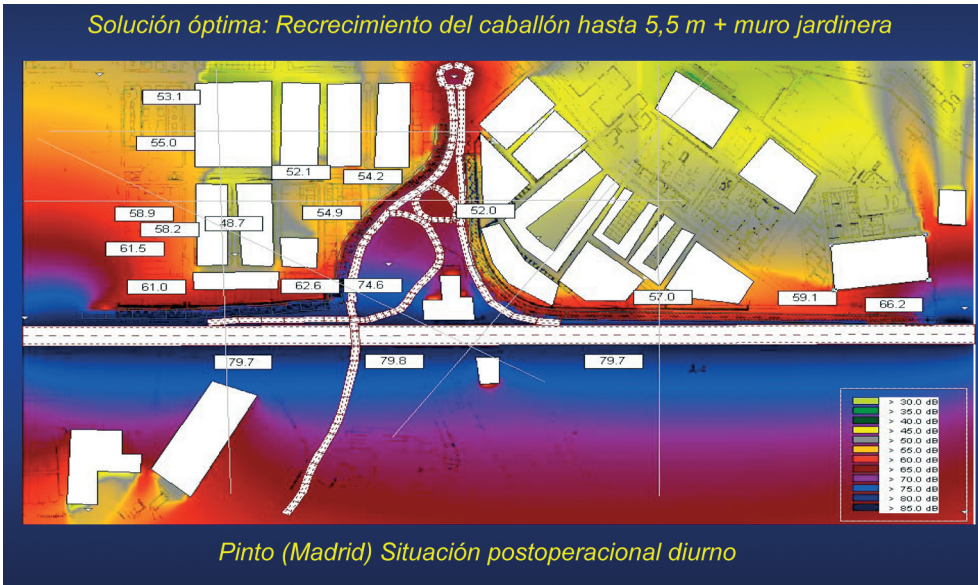 Solución óptima: Recrecimiento del caballón hasta 5,5 m + muro jardinera
53.1
55.0
52.1
54.2
58.9
54.9
52.0
48.7
58.2
61.5
61.0
62.6
74.6
57.0
59.1
66.2
79.7
79.8
79.7
> 30.0 dB
> 35.0 dB
> 40.0 dB
> 45.0 dB
> 50.0 dB
> 55.0 dB
> 60.0 dB
> 65.0 dB
> 70.0 dB
> 75.0 dB
> 80.0 dB
> 85.0 dB
Pinto (Madrid) Situación postoperacional diurno